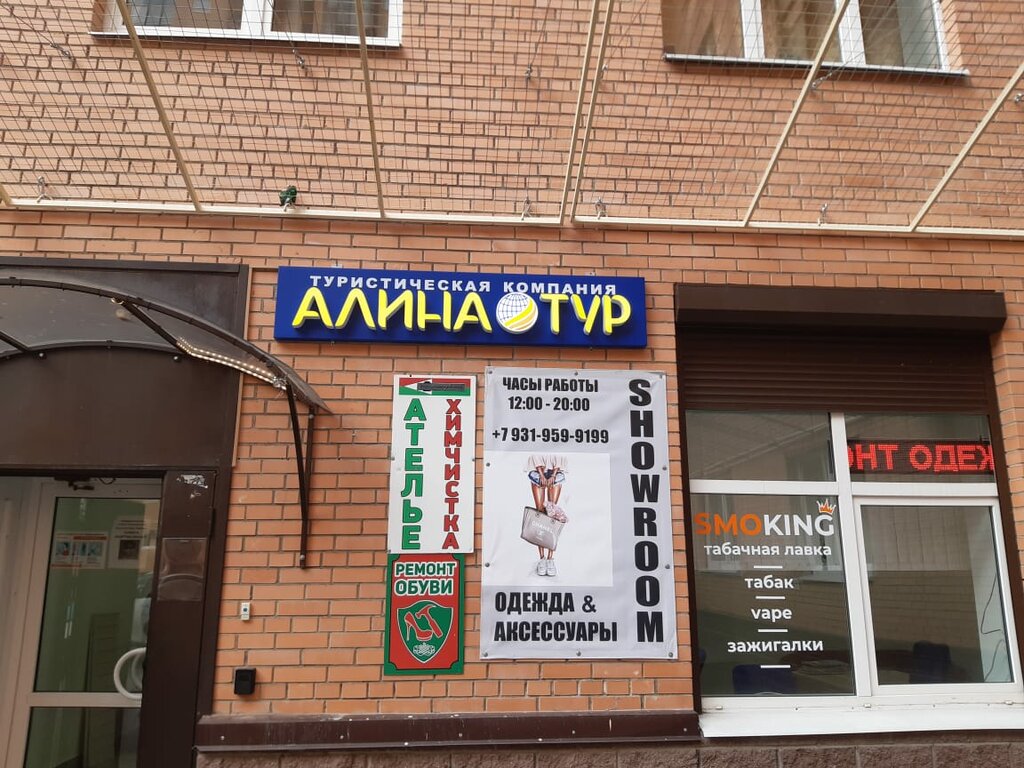 ТУРИСТИЧЕСКАЯ КОМПАНИЯ
АЛИНА ТУР
АТЕЛЬЕ
ХИМЧИСТКА
РЕМОНТ
ОБУВИ
ЧАСЫ РАБОТЫ
12:00 - 20:00
+7 931-959-9199
SHOWROOM
ОДЕЖДА &
АКСЕССУАРЫ
ОНТ ОДЕЖ
SMOKING
табачная лавка
табак
vape
зажигалки